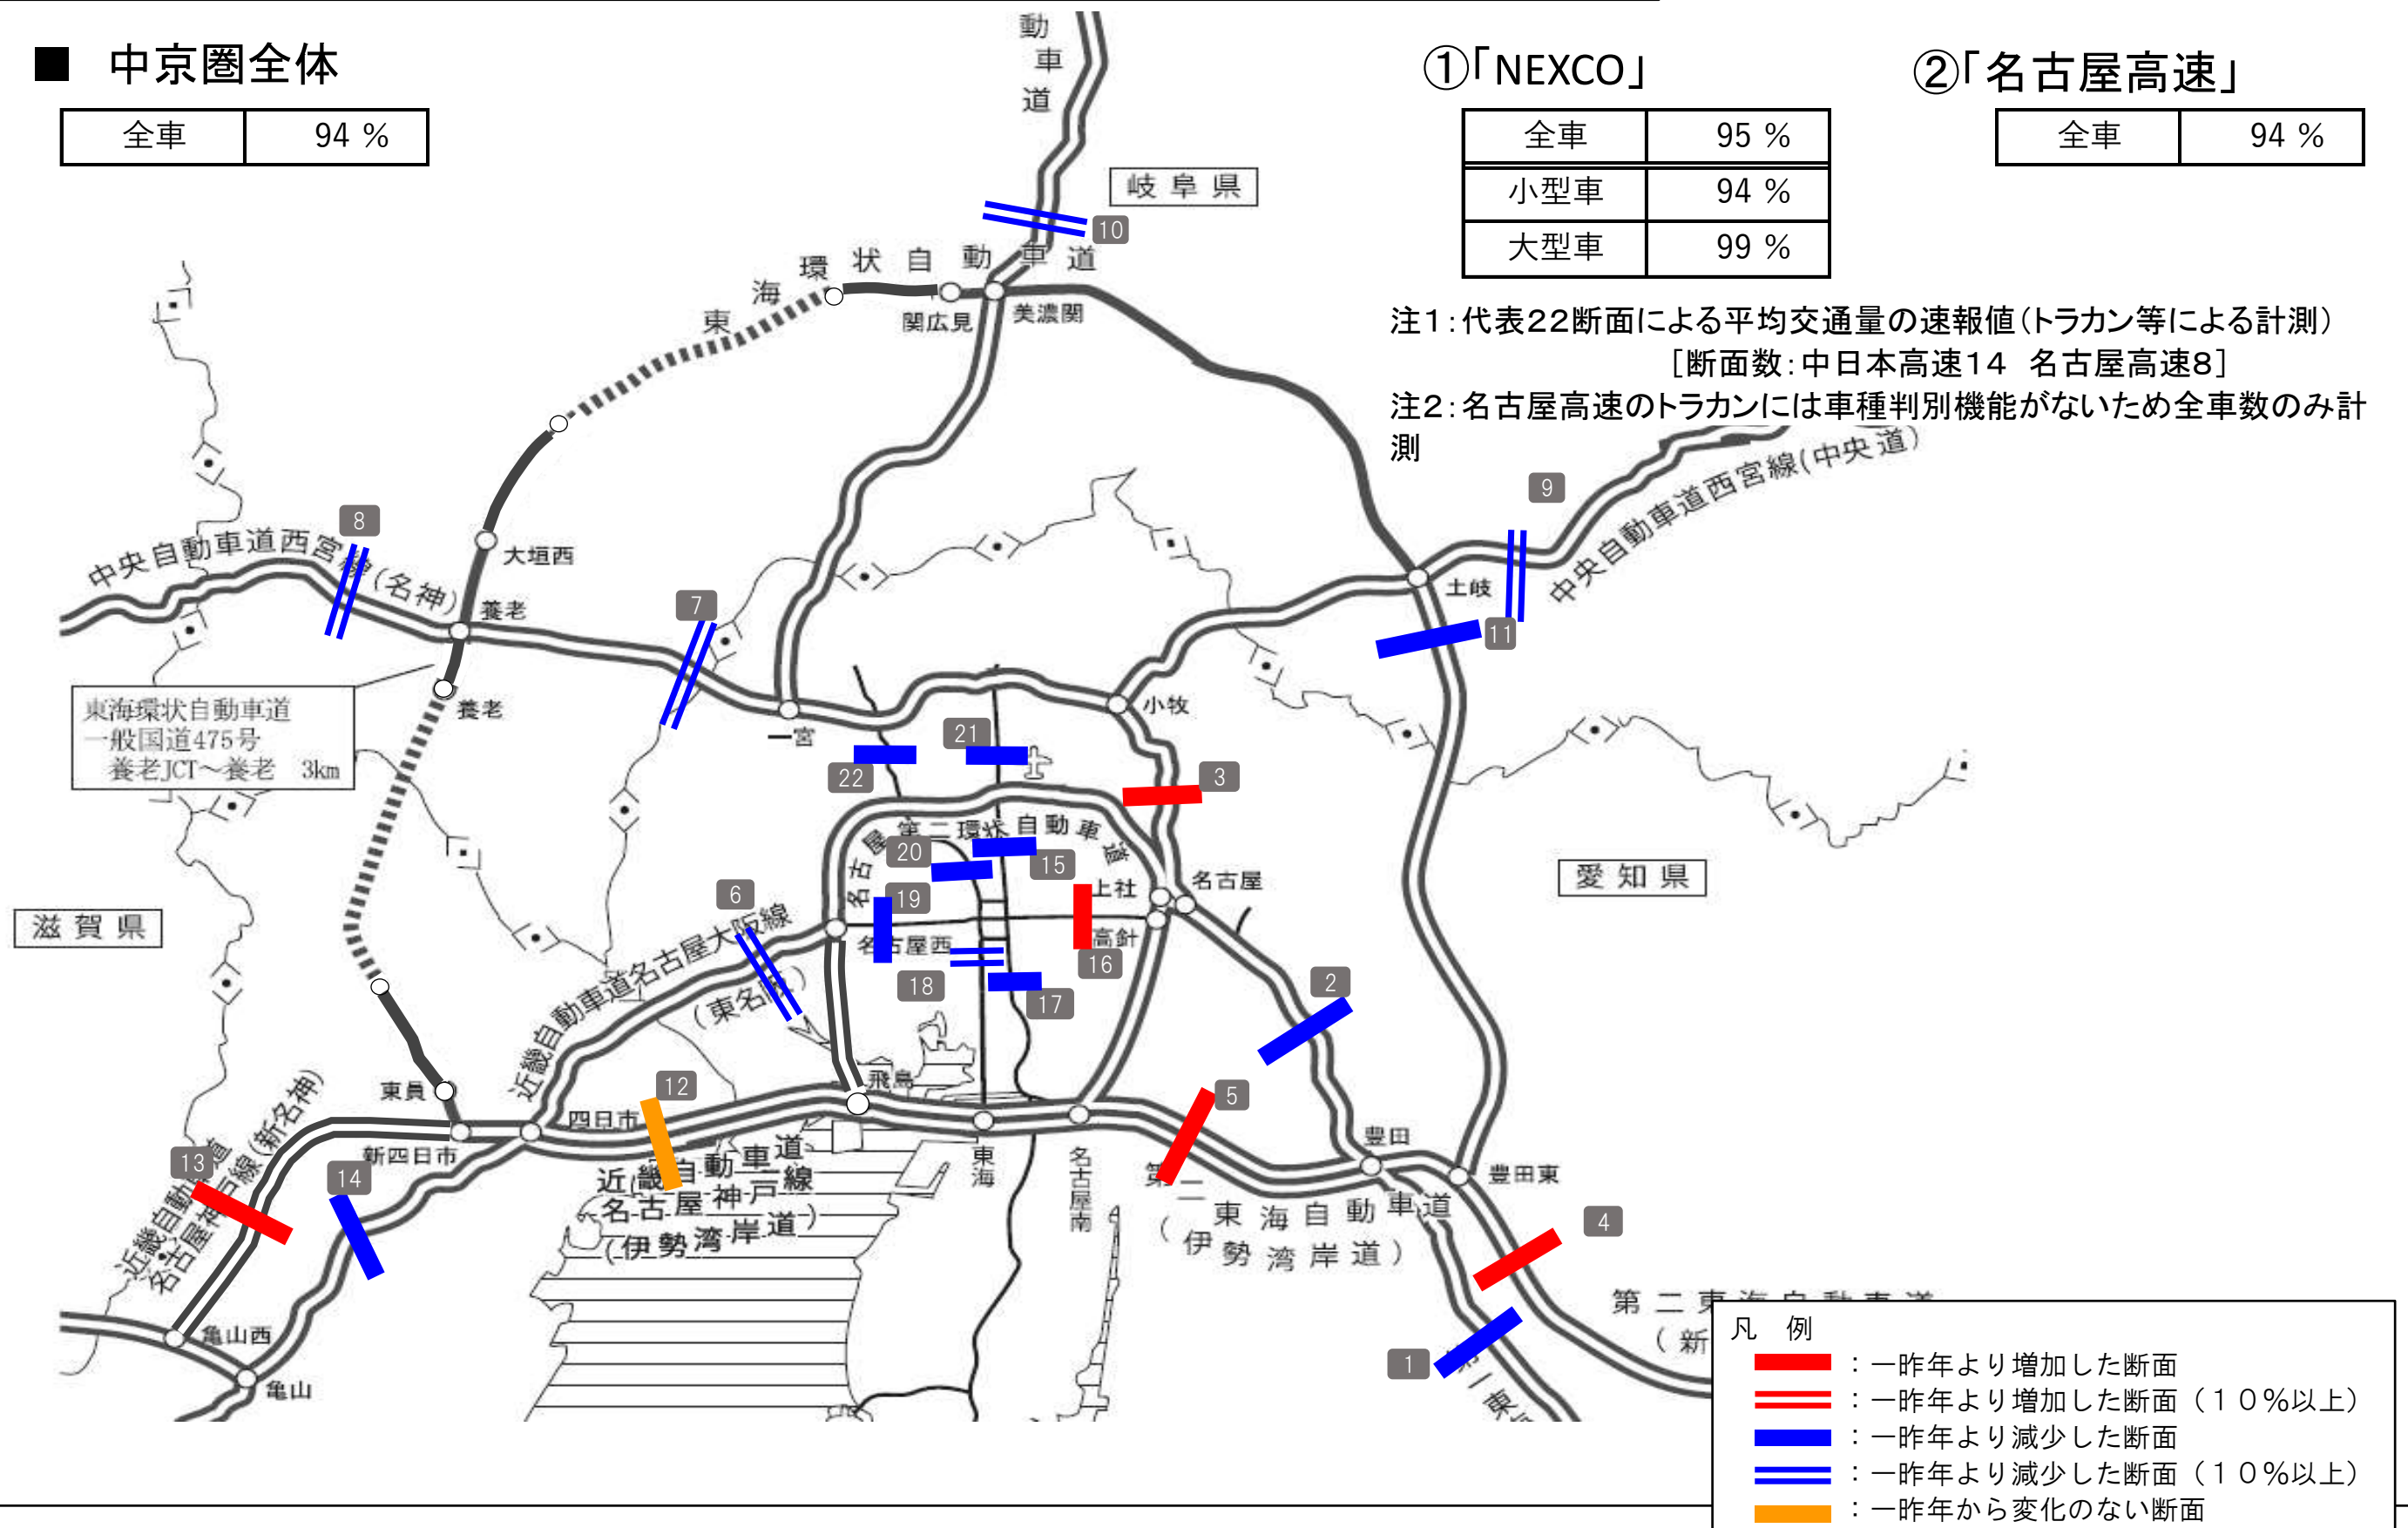 ■ 中京圏全体
全車 94 %
①「NEXCO」
全車 95 %
小型車 94 %
大型車 99 %
②「名古屋高速」
全車 94 %
注1：代表22断面による平均交通量の速報値（トラカン等による計測）
［断面数：中日本高速14 名古屋高速8］
注2：名古屋高速のトラカンには車種判別機能がないため全車数のみ計
測
動車道
岐阜県
10
東海環状自動車道
関広見
美濃関
9
中央自動車道西宮線（中央道）
8
中央自動車道西宮線（名神）
大垣西
養老
7
土岐
11
東海環状自動車道
一般国道475号
養老JCT～養老 3km
養老
一宮
小牧
21
22
3
名古屋第二環状自動車道
20
15
19
上社
名古屋
愛知県
滋賀県
6
近畿自動車道名古屋大阪線
（東名阪）
名古屋西
高針
16
18
17
2
飛島
東員
12
5
四日市
新四日市
豊田
豊田東
13
14
近畿自動車道
名古屋神戸線（新名神）
近畿自動車道
名古屋神戸線
（伊勢湾岸道）
東海
名古屋南
第二東海自動車道
（伊勢湾岸道）
4
亀山西
亀山
1
第一東
第二東海自動車道
（新
凡 例
：一昨年より増加した断面
：一昨年より増加した断面（１０％以上）
：一昨年より減少した断面
：一昨年より減少した断面（１０％以上）
：一昨年から変化のない断面